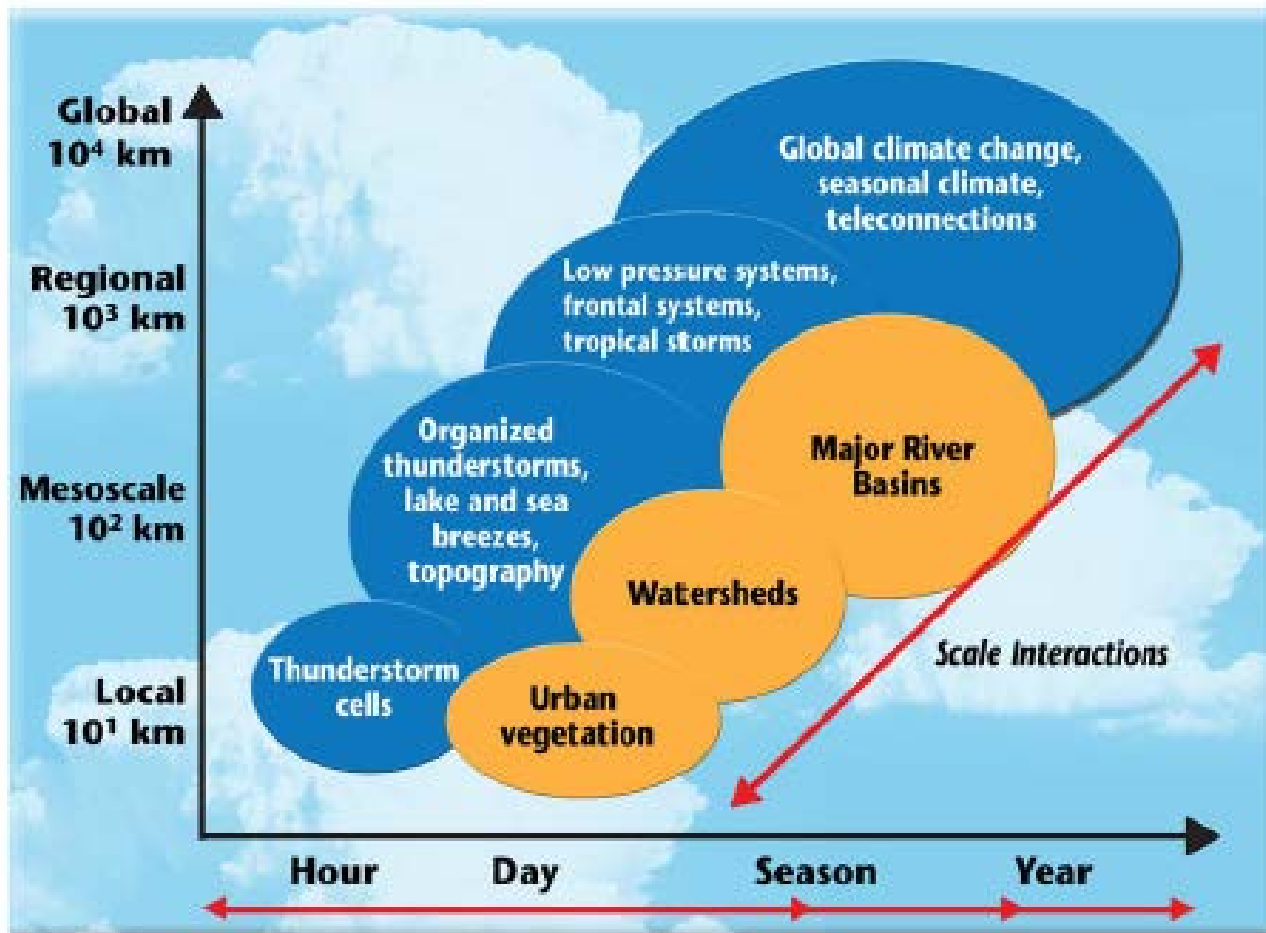 Global
10⁴ km
Regional
10³ km
Mesoscale
10² km
Local
10¹ km
Global climate change,
seasonal climate,
teleconnections
Low pressure systems,
frontal systems,
tropical storms
Organized
thunderstorms,
lake and sea
breezes,
topography
Thunderstorm
cells
Major River
Basins
Watersheds
Urban
vegetation
Scale Interactions
Hour Day Season Year